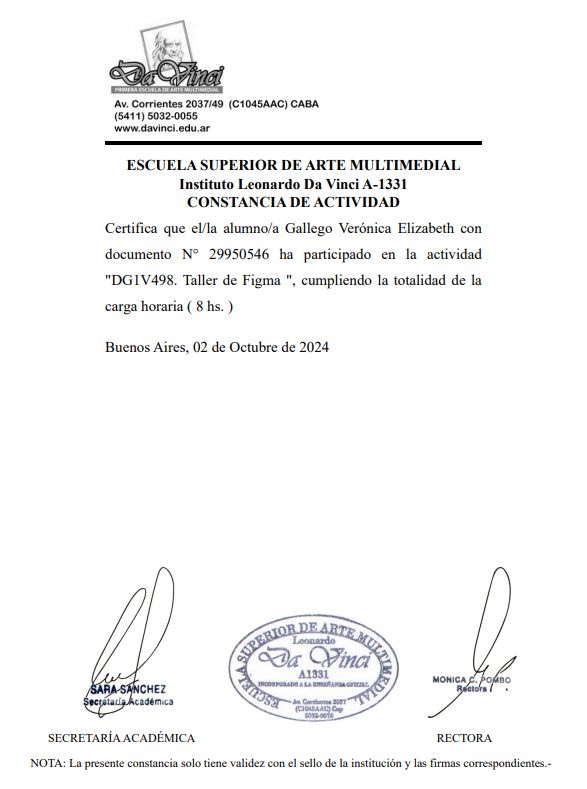 Da Vinci
PRIMERA ESCUELA DE ARTE MULTIMEDIAL
Av. Corrientes 2037/49 (C1045AAC) CABA
(5411) 5032-0055
www.davinci.edu.ar
ESCUELA SUPERIOR DE ARTE MULTIMEDIAL
Instituto Leonardo Da Vinci A-1331
CONSTANCIA DE ACTIVIDAD
Certifica que el/la alumno/a Gallego Verónica Elizabeth con
documento N° 29950546 ha participado en la actividad
"DG1V498. Taller de Figma ", cumpliendo la totalidad de la
carga horaria ( 8 hs. )
Buenos Aires, 02 de Octubre de 2024
SARA SANCHEZ
Secretaría Académica
ESCUELA SUPERIOR DE ARTE MULTIMEDIAL
Leonardo
Da Vinci
A1331
INCORPORADO A LA ENSEÑANZA OFICIAL
Av. Corrientes 2037
(C1045AAC) Cap
5032-0076
MONICA C. POMBO
Rectora
SECRETARÍA ACADÉMICA
RECTORA
NOTA: La presente constancia solo tiene validez con el sello de la institución y las firmas correspondientes.-